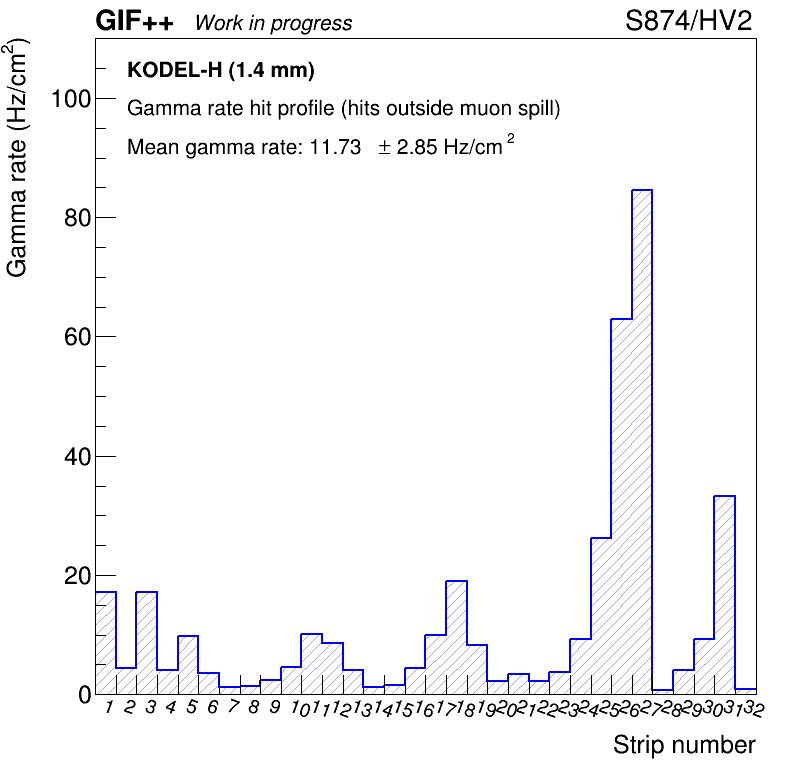 GIF++ Work in progress S874/HV2
KODEL-H (1.4 mm)
Gamma rate hit profile (hits outside muon spill)
Mean gamma rate: 11.73 ± 2.85 Hz/cm²
Gamma rate (Hz/cm²)
100
80
60
40
20
0
1 2 3 4 5 6 7 8 9 10 11 12 13 14 15 16 17 18 19 20 21 22 23 24 25 26 27 28 29 30 31 32
Strip number